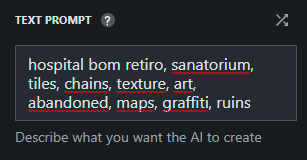 TEXT PROMPT ?
hospital bom retiro, sanatorium,
tiles, chains, texture, art,
abandoned, maps, graffiti, ruins
Describe what you want the AI to create